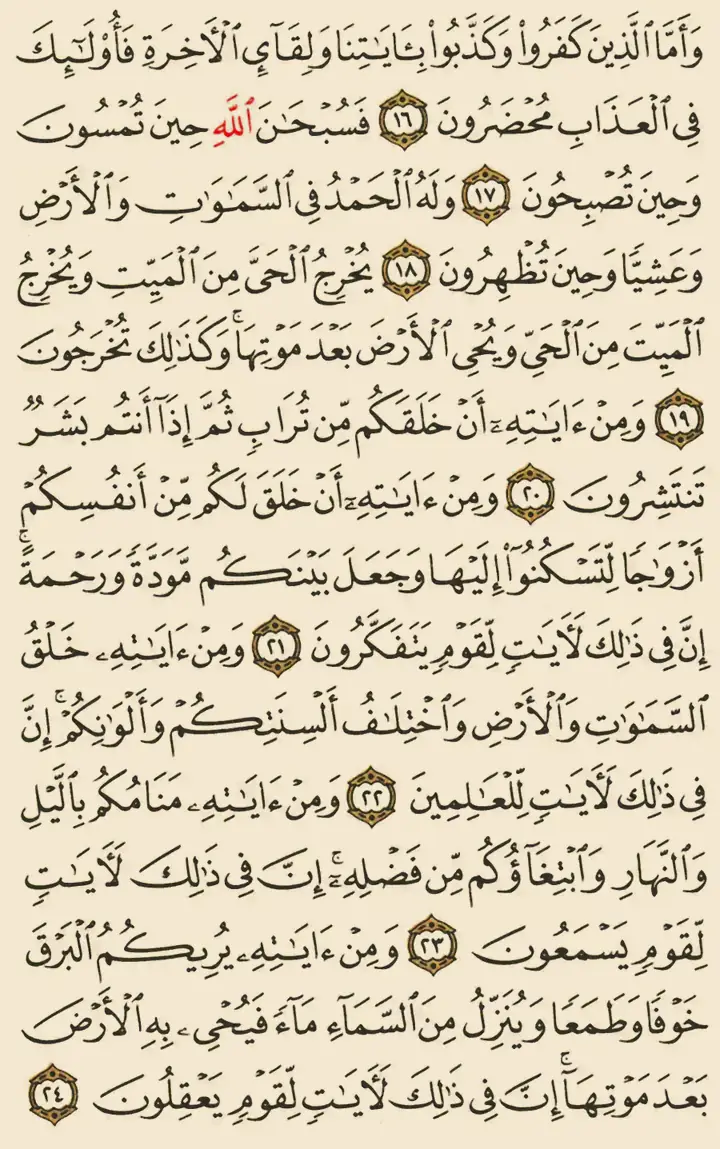 وَأَمَّا ٱلَّذِينَ كَفَرُواْ وَكَذَّبُواْ بِـَٔايَٰتِنَا وَلِقَآيِٕ ٱلْأٓخِرَةِ فَأُوْلَٰٓئِكَ
فِي ٱلْعَذَابِ مُحْضَرُونَ ١٦ فَسُبْحَٰنَ ٱللَّهِ حِينَ تُمْسُونَ
وَحِينَ تُصْبِحُونَ ١٧ وَلَهُ ٱلْحَمْدُ فِي ٱلسَّمَٰوَٰتِ وَٱلْأَرْضِ
وَعَشِيًّا وَحِينَ تُظْهِرُونَ ١٨ يُخْرِجُ ٱلْحَيَّ مِنَ ٱلْمَيِّتِ وَيُخْرِجُ
ٱلْمَيِّتَ مِنَ ٱلْحَيِّ وَيُحْيِ ٱلْأَرْضَ بَعْدَ مَوْتِهَاۚ وَكَذَٰلِكَ تُخْرَجُونَ
١٩ وَمِنْ ءَايَٰتِهِۦٓ أَنْ خَلَقَكُم مِّن تُرَابٍ ثُمَّ إِذَآ أَنتُم بَشَرٌ
تَنتَشِرُونَ ٢٠ وَمِنْ ءَايَٰتِهِۦٓ أَنْ خَلَقَ لَكُم مِّنْ أَنفُسِكُمْ
أَزْوَٰجًا لِّتَسْكُنُوٓاْ إِلَيْهَا وَجَعَلَ بَيْنَكُم مَّوَدَّةً وَرَحْمَةًۚ
إِنَّ فِي ذَٰلِكَ لَأٓيَٰتٍ لِّقَوْمٍ يَتَفَكَّرُونَ ٢١ وَمِنْ ءَايَٰتِهِۦ خَلْقُ
ٱلسَّمَٰوَٰتِ وَٱلْأَرْضِ وَٱخْتِلَٰفُ أَلْسِنَتِكُمْ وَأَلْوَٰنِكُمْۚ إِنَّ
فِي ذَٰلِكَ لَأٓيَٰتٍ لِّلْعَٰلِمِينَ ٢٢ وَمِنْ ءَايَٰتِهِۦ مَنَامُكُم بِٱلَّيْلِ
وَٱلنَّهَارِ وَٱبْتِغَآؤُكُم مِّن فَضْلِهِۦٓۚ إِنَّ فِي ذَٰلِكَ لَأٓيَٰتٍ
لِّقَوْمٍ يَسْمَعُونَ ٢٣ وَمِنْ ءَايَٰتِهِۦ يُرِيكُمُ ٱلْبَرْقَ
خَوْفًا وَطَمَعًا وَيُنَزِّلُ مِنَ ٱلسَّمَآءِ مَآءً فَيُحْيِۦ بِهِ ٱلْأَرْضَ
بَعْدَ مَوْتِهَآۚ إِنَّ فِي ذَٰلِكَ لَأٓيَٰتٍ لِّقَوْمٍ يَعْقِلُونَ ٢٤